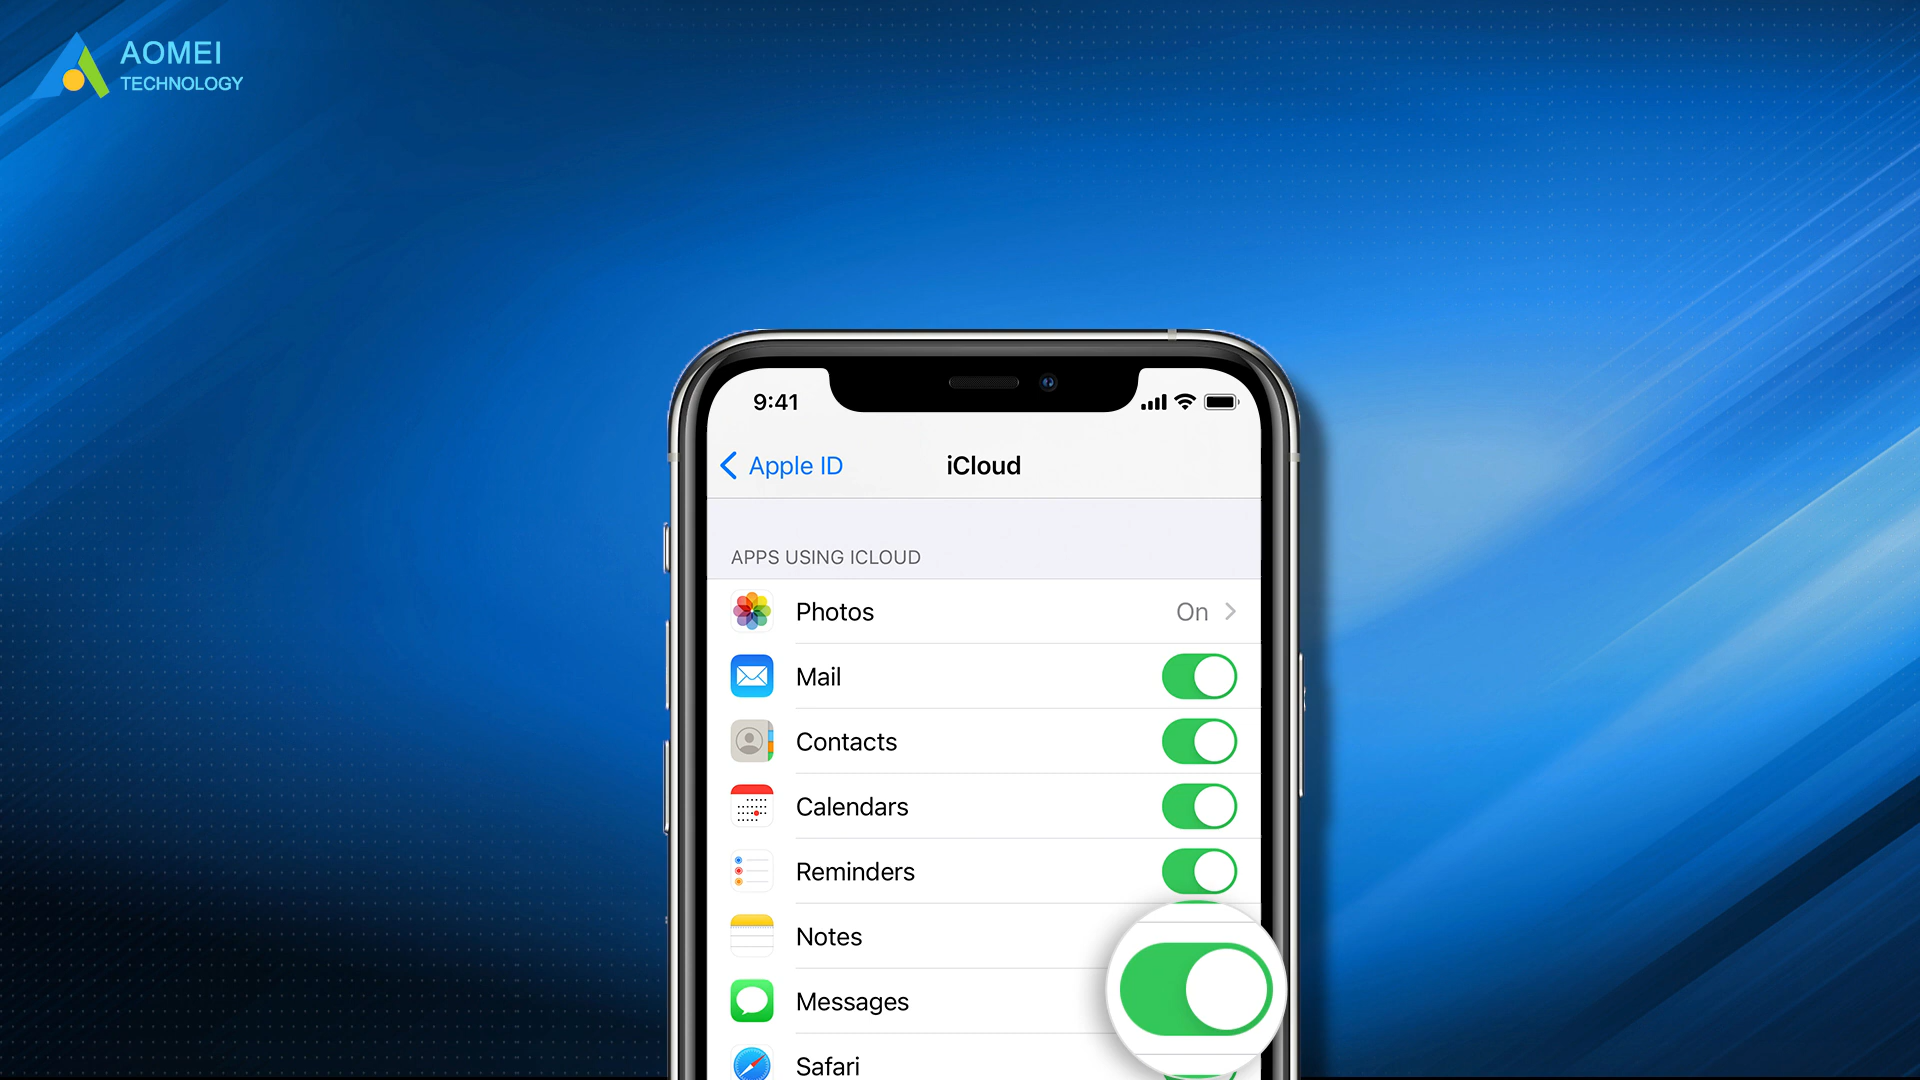 AOMEI
TECHNOLOGY
9:41
Apple ID
iCloud
APPS USING ICLOUD
Photos
On
Mail
Contacts
Calendars
Reminders
Notes
Messages
Safari